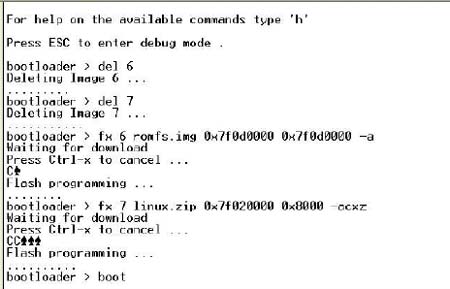 For help on the available commands type 'h'
Press ESC to enter debug mode .
bootloader > del 6
Deleting Image 6 ...
.........
bootloader > del 7
Deleting Image 7 ...
...........
bootloader > fx 6 romfs.img 0x7f0d0000 0x7f0d0000 -a
Waiting for download
Press Ctrl-x to cancel ...
C♠
Flash programming ...
........
bootloader > fx 7 linux.zip 0x7f020000 0x8000 -acxz
Waiting for download
Press Ctrl-x to cancel ...
CC♠♠♠
Flash programming ...
..........
bootloader > boot